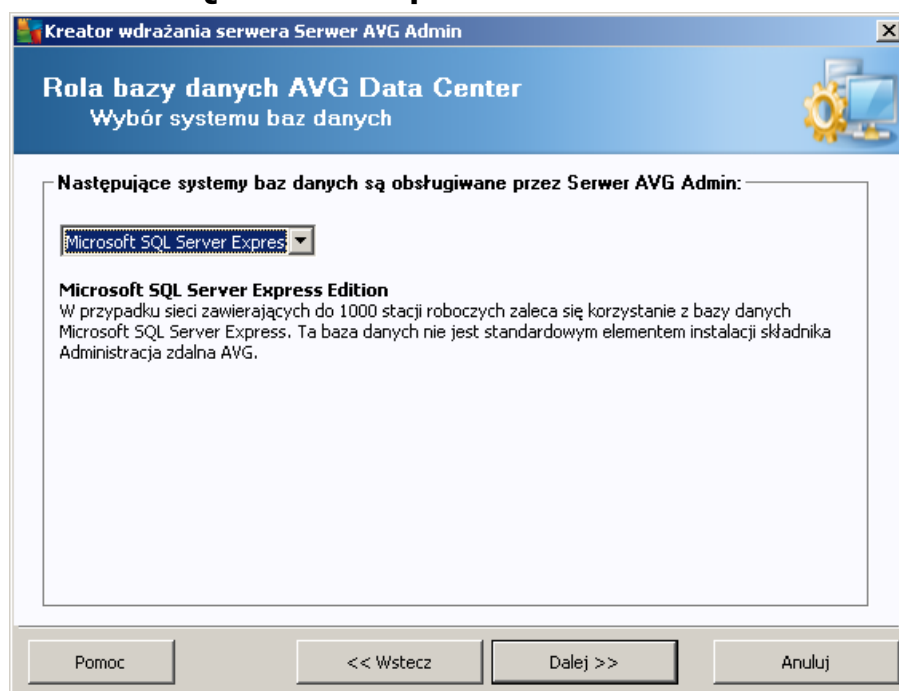 Kreator wdrażania serwera Serwer AVG Admin
Rola bazy danych AVG Data Center
Wybór systemu baz danych
Następujące systemy baz danych są obsługiwane przez Serwer AVG Admin:
Microsoft SQL Server Expres
Microsoft SQL Server Express Edition
W przypadku sieci zawierających do 1000 stacji roboczych zaleca się korzystanie z bazy danych
Microsoft SQL Server Express. Ta baza danych nie jest standardowym elementem instalacji składnika
Administracja zdalna AVG.
Pomoc << Wstecz Dalej >> Anuluj